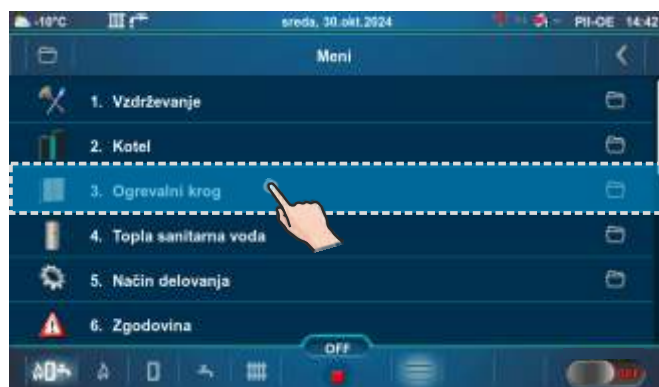 -10°C sreda, 30.okt.2024 PII-OE 14:42
Meni
1. Vzdrževanje
2. Kotel
3. Ogrevalni krog
4. Topla sanitarna voda
5. Način delovanja
6. Zgodovina
OFF
OFF